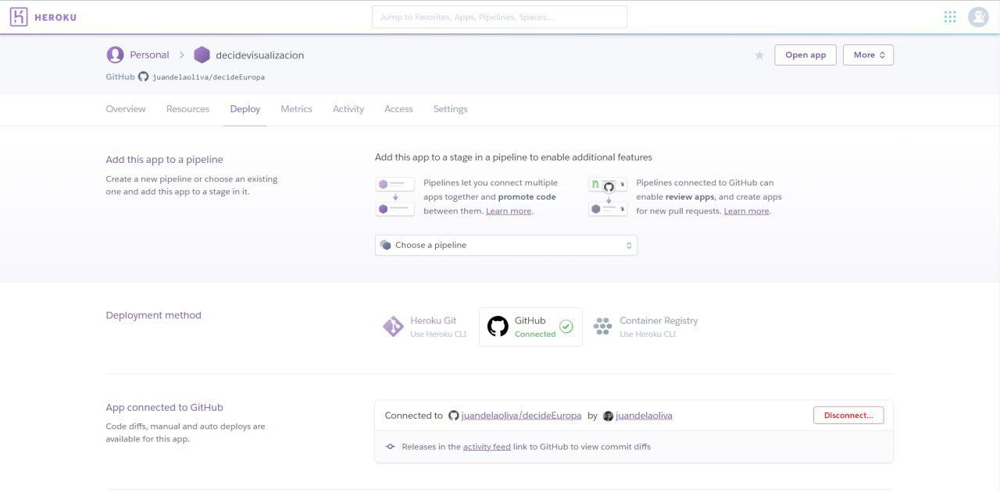 HEROKU
Jump to Favorites, Apps, Pipelines, Spaces...
Personal > decidevisualizacion
Open app
More
GitHub juandelaoliva/decideEuropa
Overview Resources Deploy Metrics Activity Access Settings
Add this app to a pipeline
Create a new pipeline or choose an existing
one and add this app to a stage in it.
Add this app to a stage in a pipeline to enable additional features
Pipelines let you connect multiple
apps together and promote code
between them. Learn more.
Pipelines connected to GitHub can
enable review apps, and create apps
for new pull requests. Learn more.
Choose a pipeline
Deployment method
Heroku Git
Use Heroku CLI
GitHub
Connected
Container Registry
Use Heroku CLI
App connected to GitHub
Code diffs, manual and auto deploys are
available for this app.
Connected to juandelaoliva/decideEuropa by juandelaoliva
Disconnect...
Releases in the activity feed link to GitHub to view commit diffs